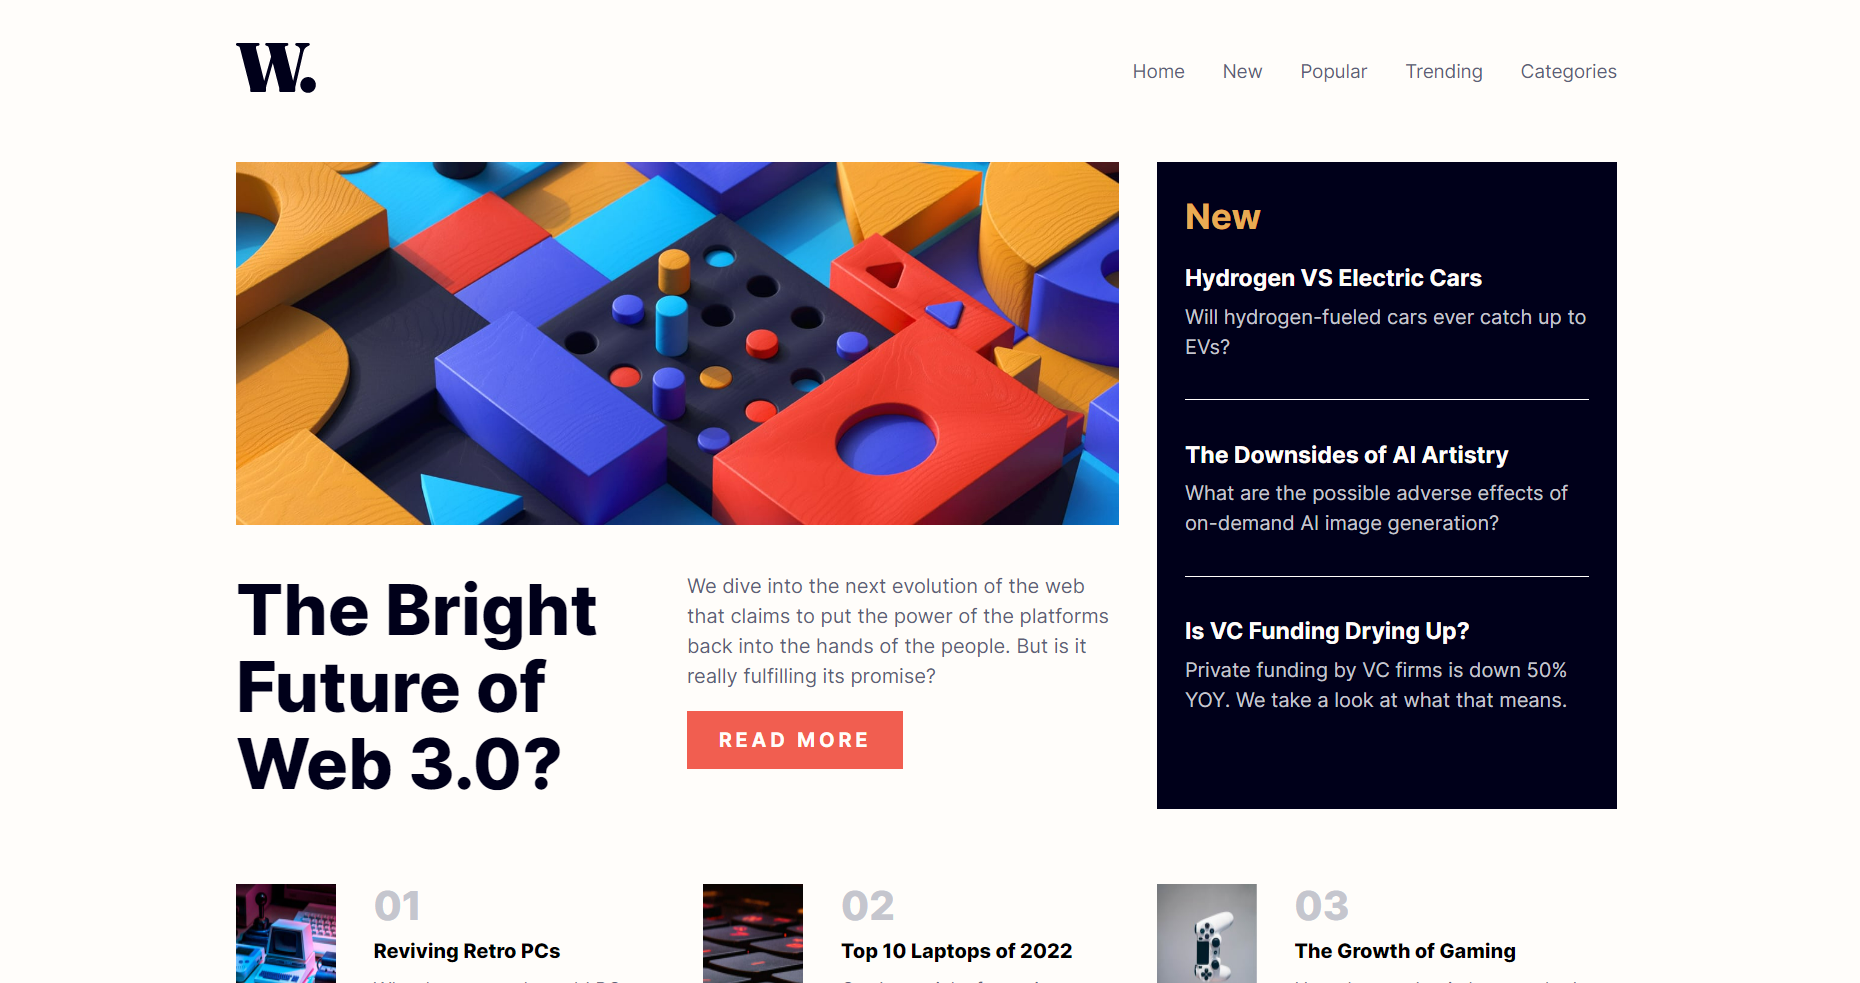 W.
Home New Popular Trending Categories
The Bright
Future of
Web 3.0?
We dive into the next evolution of the web
that claims to put the power of the platforms
back into the hands of the people. But is it
really fulfilling its promise?
READ MORE
New
Hydrogen VS Electric Cars
Will hydrogen-fueled cars ever catch up to
EVs?
The Downsides of AI Artistry
What are the possible adverse effects of
on-demand AI image generation?
Is VC Funding Drying Up?
Private funding by VC firms is down 50%
YOY. We take a look at what that means.
01
Reviving Retro PCs
02
Top 10 Laptops of 2022
03
The Growth of Gaming